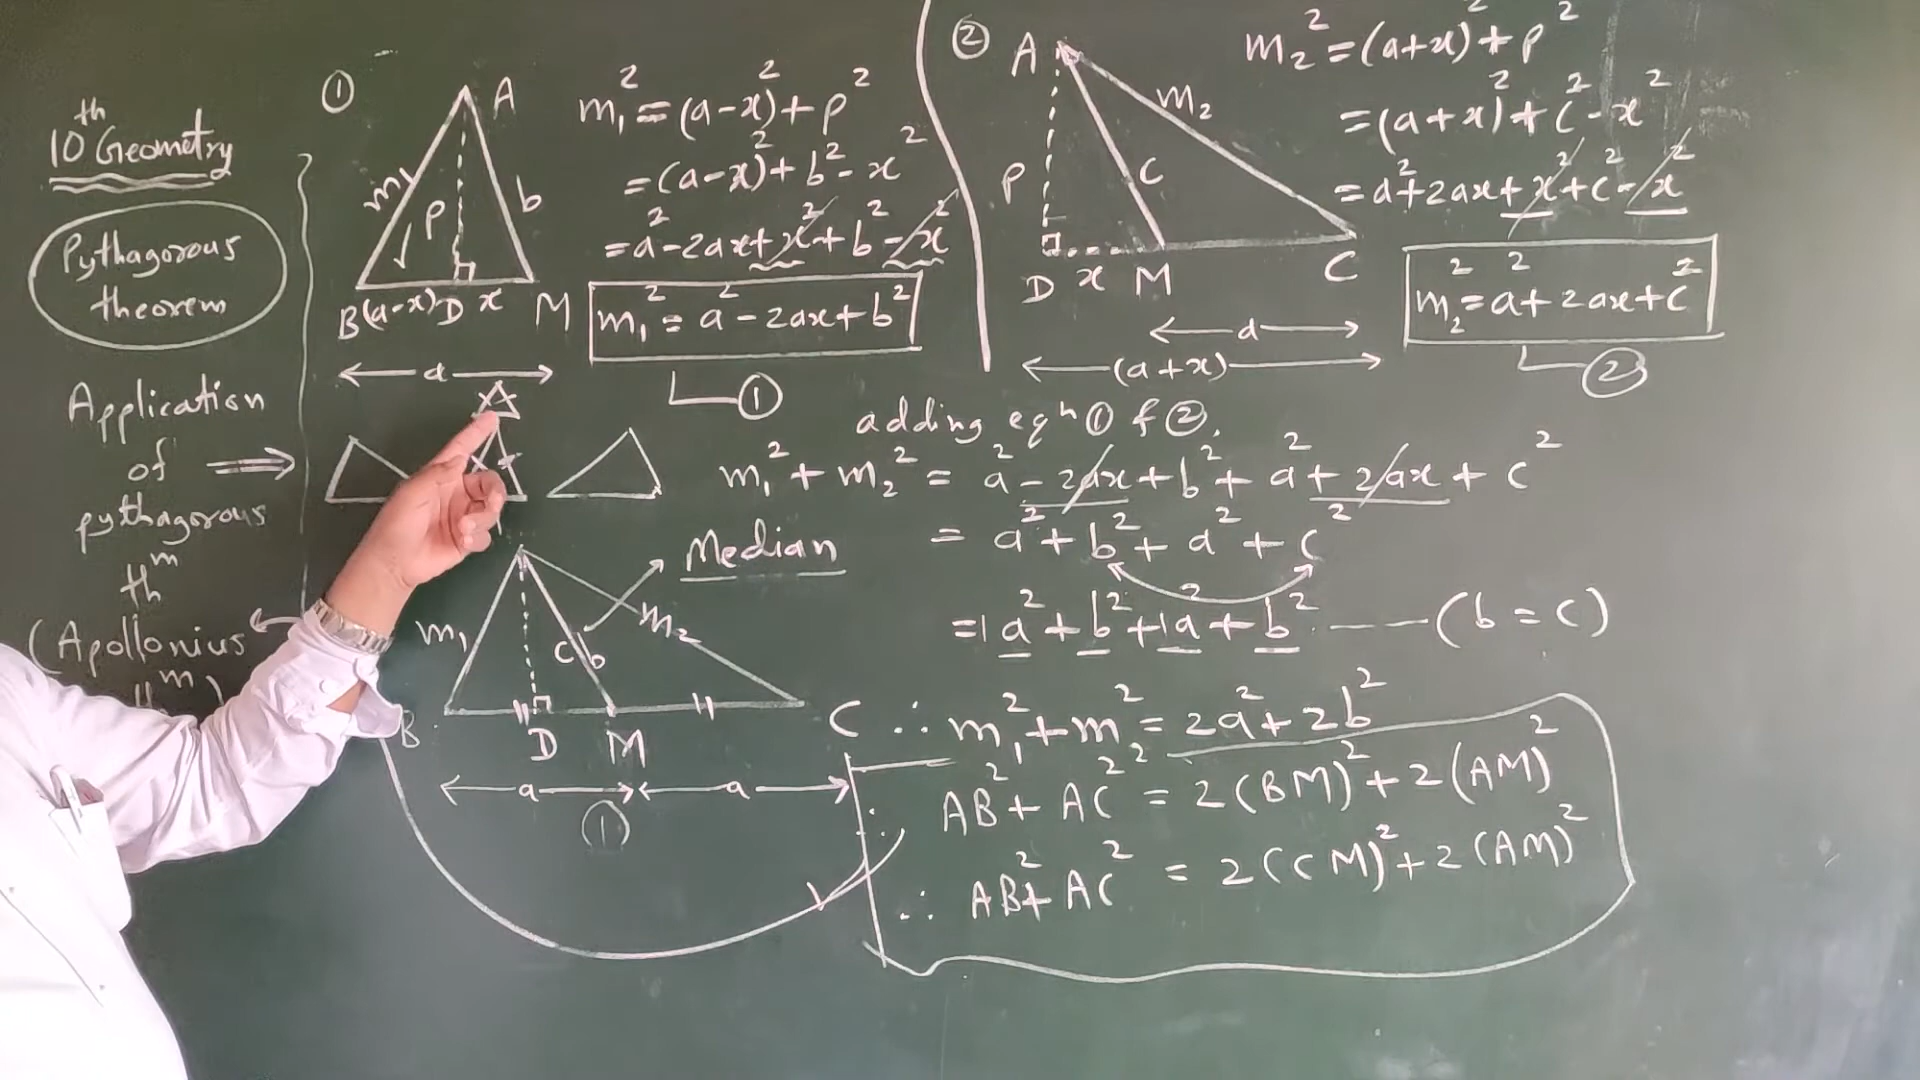 10th Geometry
Pythagorous
theorem
Application
of ⟹
pythagorous
thm
(Apollonius
thm)
①
A
m₁
P
b
B (a-x) D x M
a
m₁² = (a-x)² + p²
= (a-x)² + b² - x²
= a² - 2ax + x² + b² - x²
m₁² = a² - 2ax + b²
①
②
A
m₂
P
C
D x M C
a
(a+x)
m₂² = (a+x)² + p²
= (a+x)² + c² - x²
= a² + 2ax + x² + c² - x²
m₂² = a² + 2ax + c²
②
Median
m₁
c b
m₂
B D M C
a a
①
adding eqn ① & ②.
m₁² + m₂² = a² - 2ax + b² + a² + 2ax + c²
= a² + b² + a² + c²
= 1a² + b² + 1a² + b² —— (b = c)
∴ m₁² + m₂² = 2a² + 2b²
∴ AB² + AC² = 2(BM)² + 2(AM)²
∴ AB² + AC² = 2(CM)² + 2(AM)²